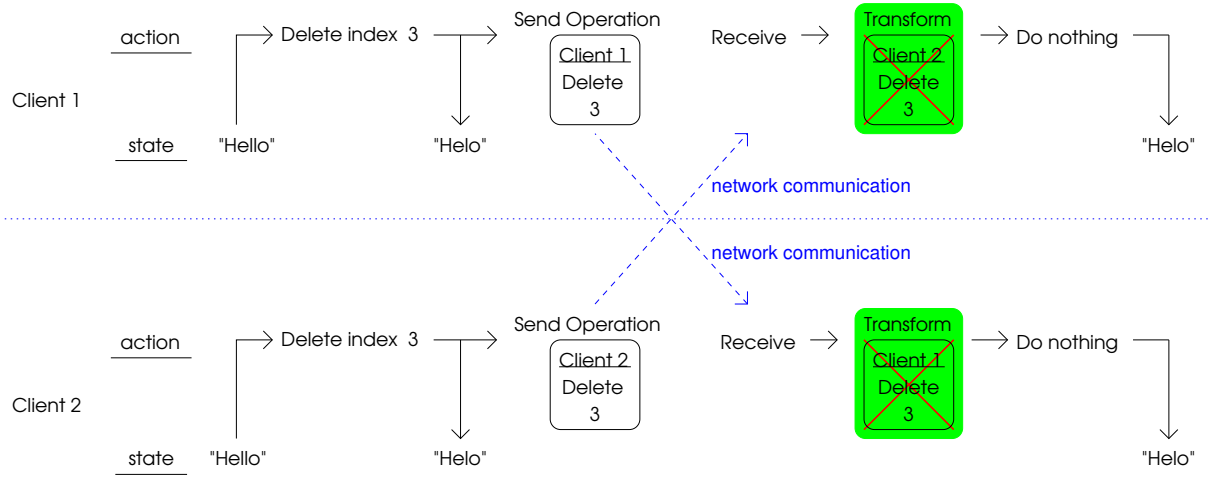 Send Operation
Transform
action
Delete index 3
Client 1
Delete
3
Receive
Client 2
Delete
3
Do nothing
Client 1
state
"Hello"
"Helo"
"Helo"
network communication
network communication
Send Operation
Transform
action
Delete index 3
Client 2
Delete
3
Receive
Client 1
Delete
3
Do nothing
Client 2
state
"Hello"
"Helo"
"Helo"